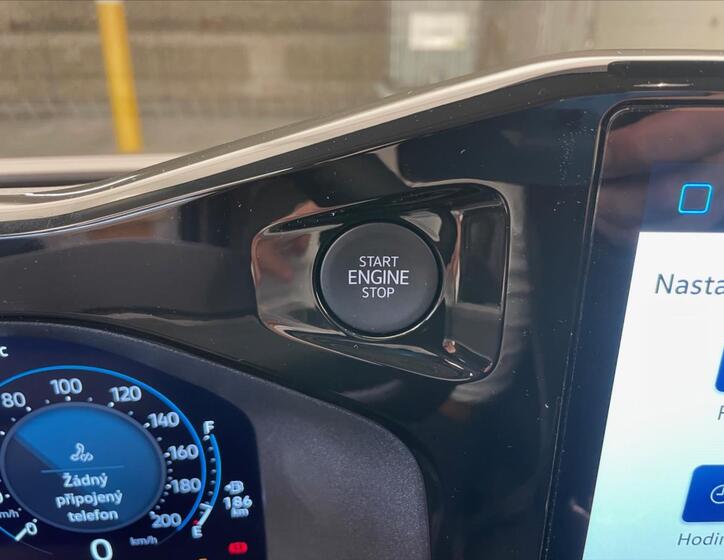 START
ENGINE
STOP
Nasta
°C
80 100 120 140 160 180 200
km/h
Žádný
připojený
telefon
0
F
E
186
km
Hodin